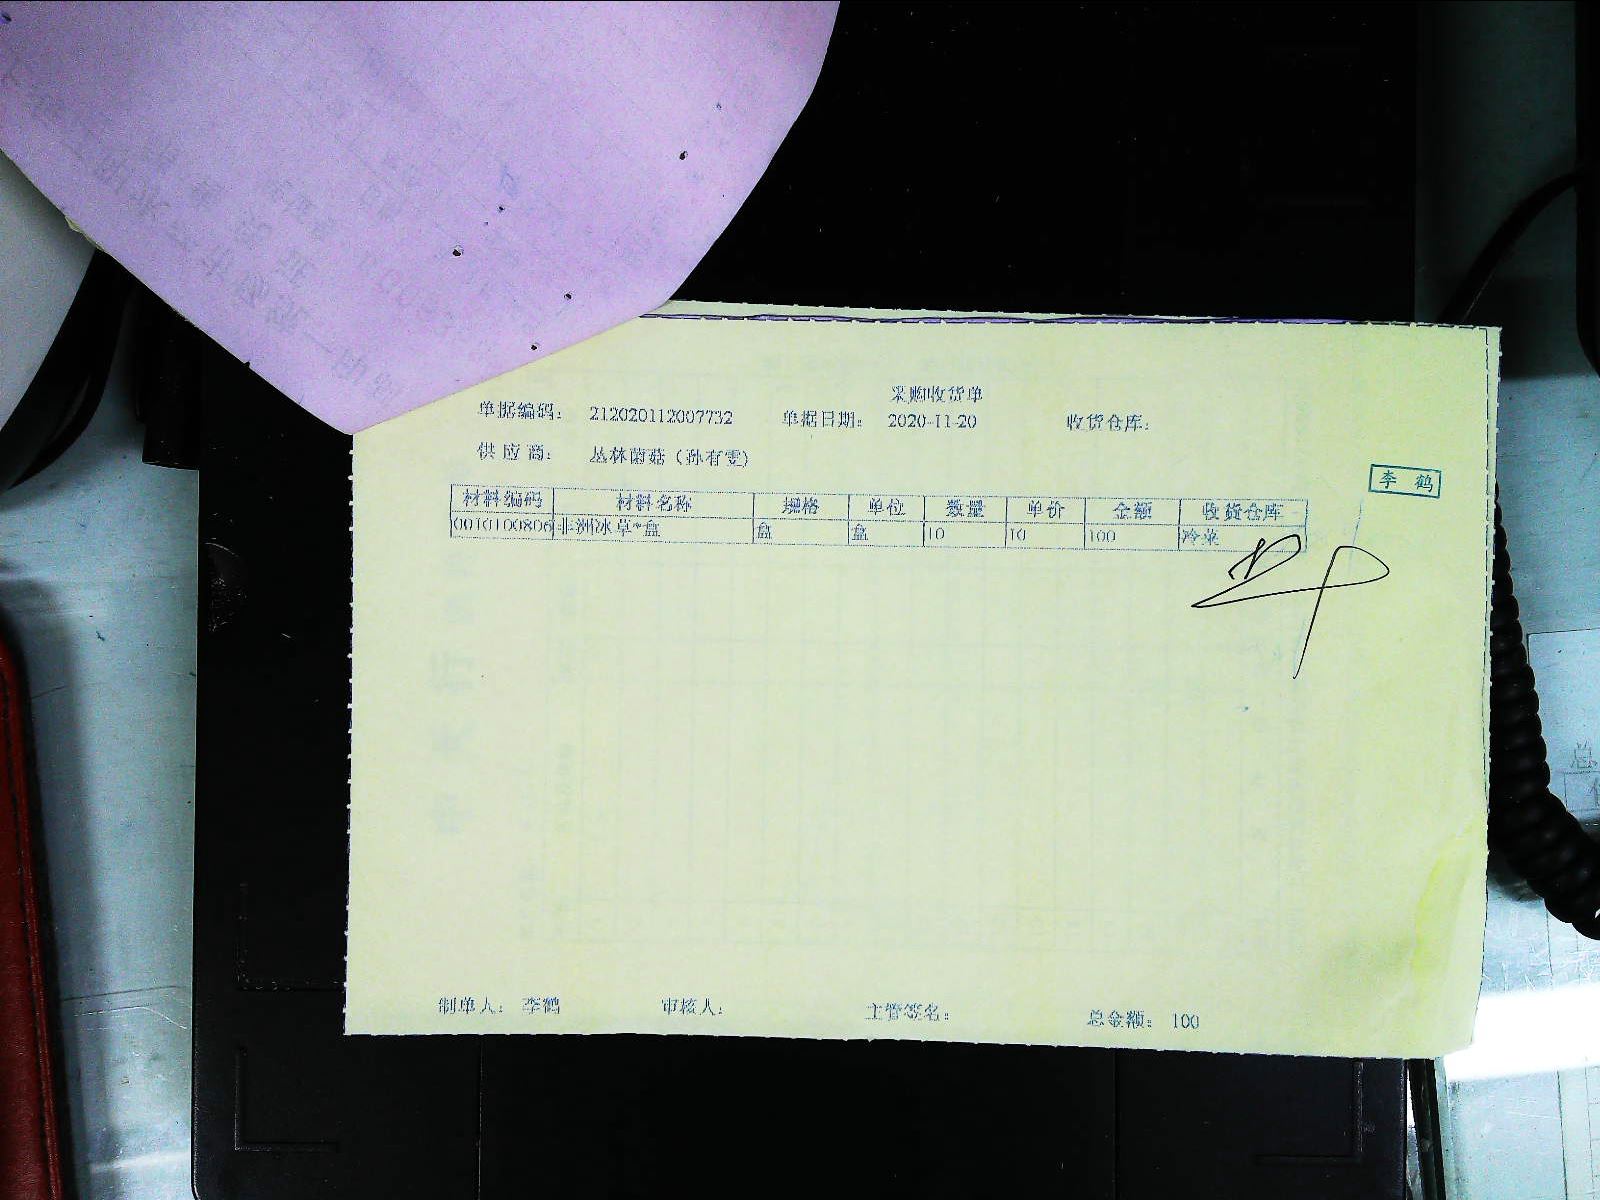 采购收货单
单据编码： 212020112007732 单据日期： 2020-11-20 收货仓库：
供 应 商： 丛林菌菇（孙有雯）
李 鹤
材料编码 材料名称 规格 单位 数量 单价 金额 收货仓库
0010100806 非洲冰草*盒 盒 盒 10 10 100 冷菜
制单人： 李鹤 审核人： 主管签名： 总金额： 100